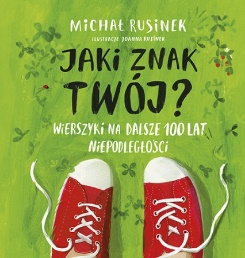 MICHAŁ RUSINEK
ILUSTRACJE JOANNA RUSINEK
JAKI ZNAK
TWÓJ?
WIERSZYKI NA DALSZE 100 LAT
NIEPODLEGŁOŚCI